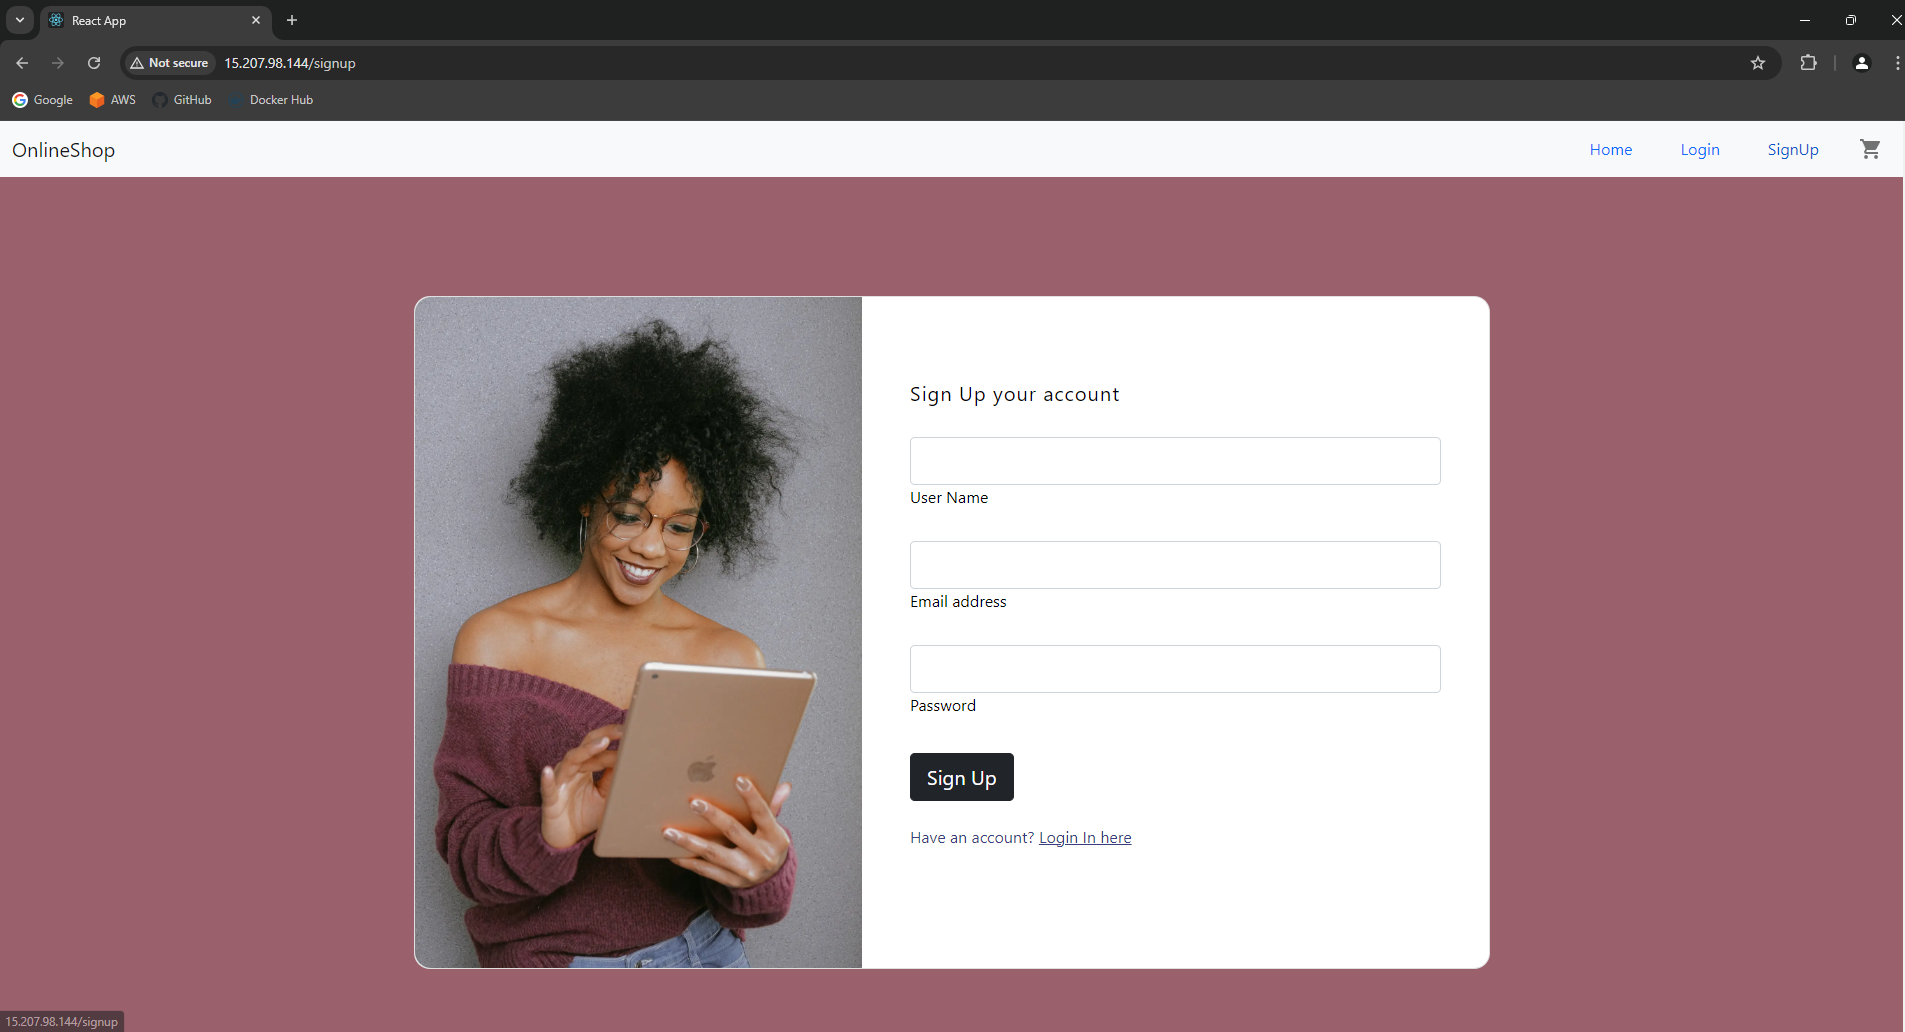 React App
Not secure
15.207.98.144/signup
Google
AWS
GitHub
Docker Hub
OnlineShop
Home
Login
SignUp
Sign Up your account
User Name
Email address
Password
Sign Up
Have an account? Login In here
15.207.98.144/signup